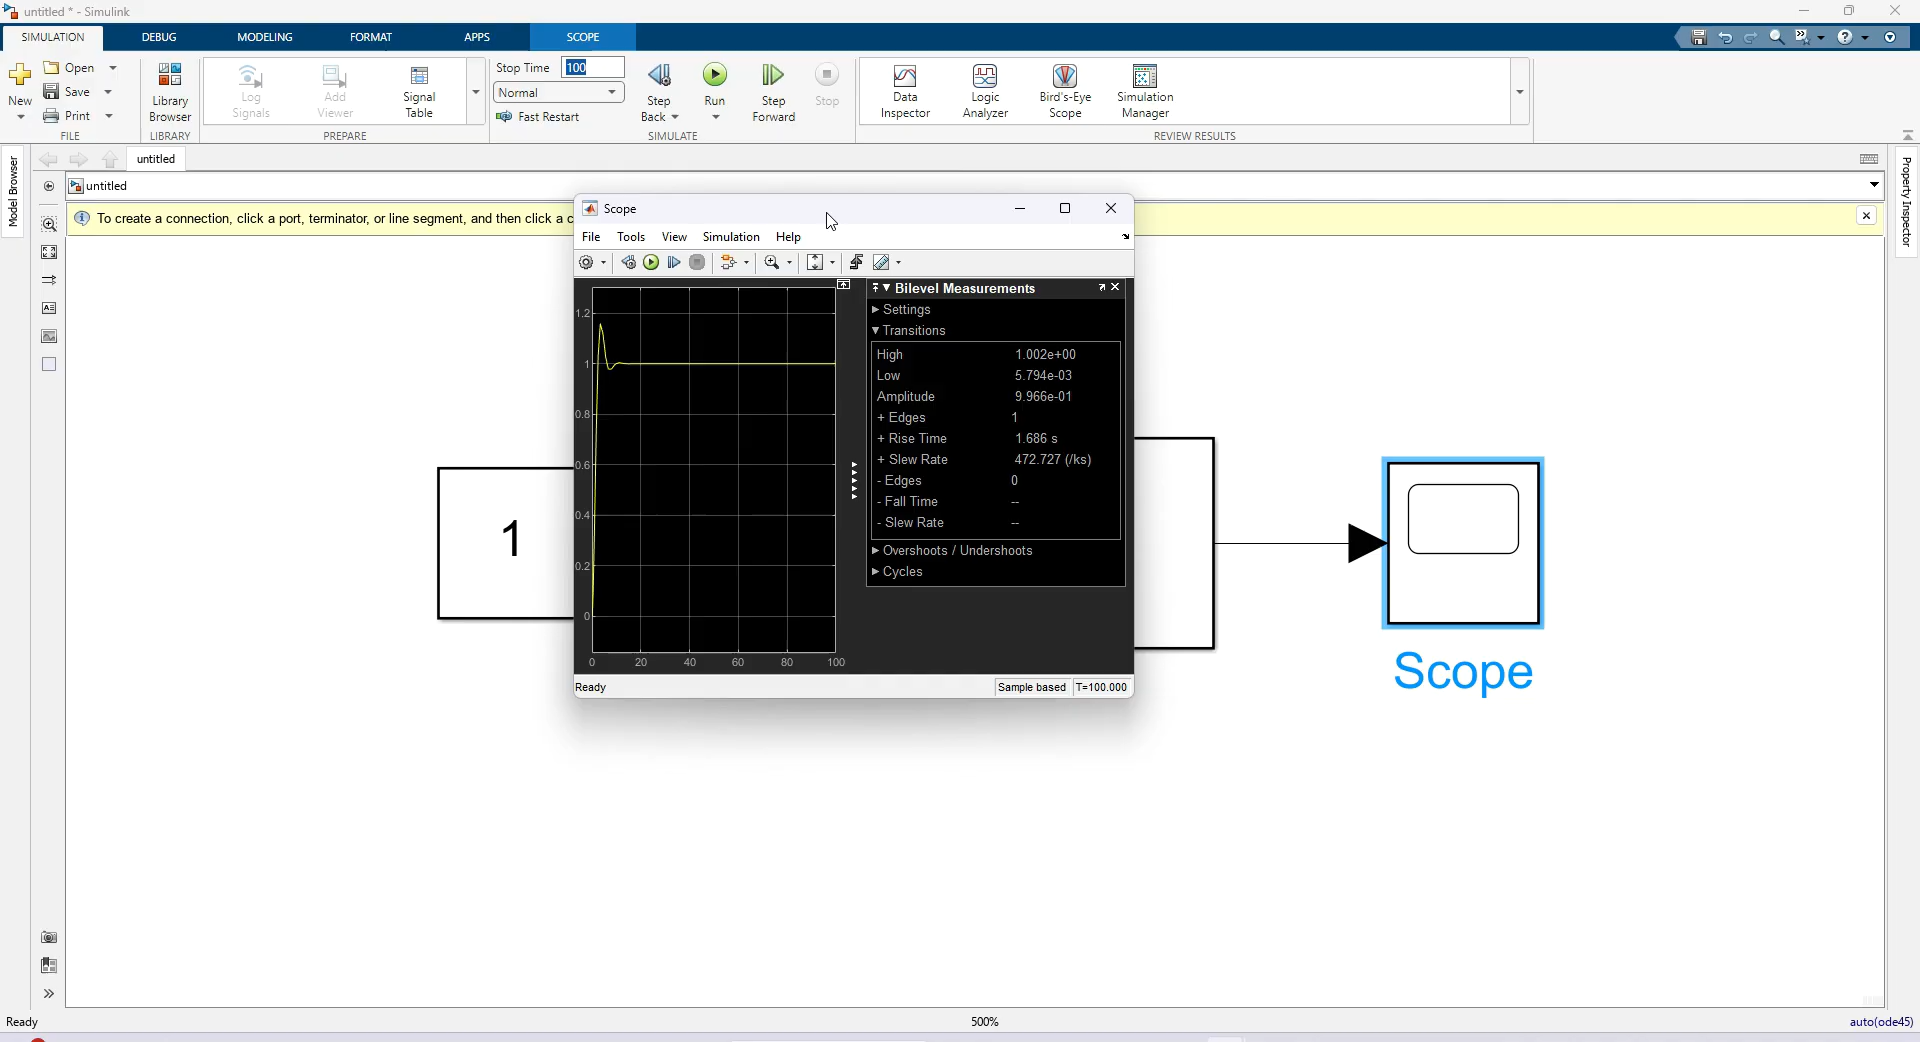 untitled * - Simulink
SIMULATION DEBUG MODELING FORMAT APPS SCOPE
New
Open
Save
Print
FILE
Library
Browser
LIBRARY
Log
Signals
Add
Viewer
Signal
Table
PREPARE
Stop Time 100
Normal
Fast Restart
Step
Back
Run
Step
Forward
Stop
SIMULATE
Data
Inspector
Logic
Analyzer
Bird's-Eye
Scope
Simulation
Manager
REVIEW RESULTS
Model Browser
untitled
untitled
Property Inspector
To create a connection, click a port, terminator, or line segment, and then click a c
Scope
File Tools View Simulation Help
1.2
1
0.8
0.6
0.4
0.2
0
0 20 40 60 80 100
Bilevel Measurements
Settings
Transitions
High 1.002e+00
Low 5.794e-03
Amplitude 9.966e-01
+ Edges 1
+ Rise Time 1.686 s
+ Slew Rate 472.727 (/ks)
- Edges 0
- Fall Time --
- Slew Rate --
Overshoots / Undershoots
Cycles
Ready Sample based T=100.000
1
Scope
Ready 500% auto(ode45)